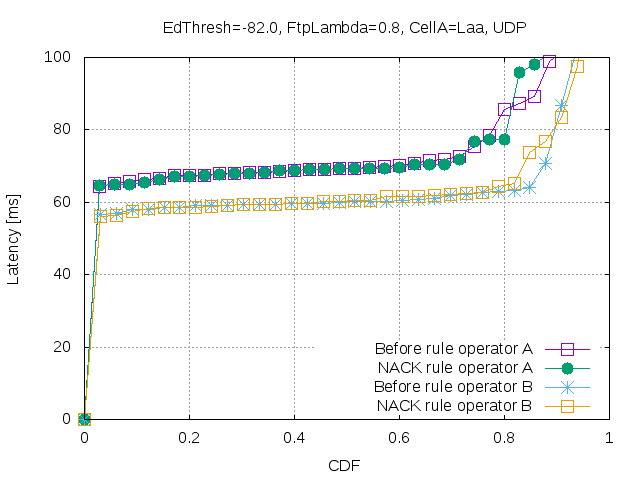 EdThresh=-82.0, FtpLambda=0.8, CellA=Laa, UDP
100
80
60
40
20
0
Latency [ms]
Before rule operator A
NACK rule operator A
Before rule operator B
NACK rule operator B
0 0.2 0.4 0.6 0.8 1
CDF